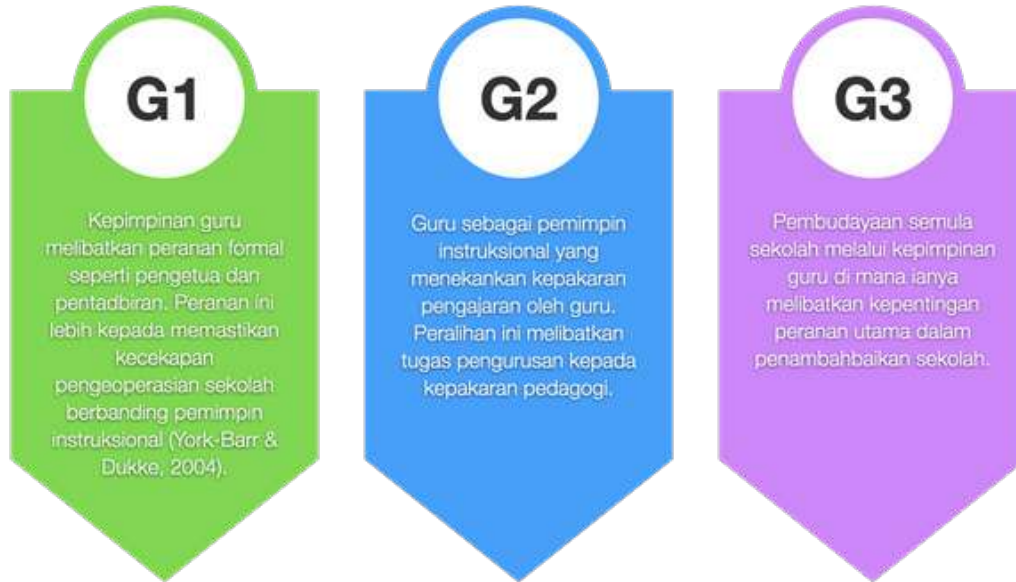 G1
Kepimpinan guru
melibatkan peranan formal
seperti pengetua dan
pentadbiran. Peranan ini
lebih kepada memastikan
kecekapan
pengeoperasian sekolah
berbanding pemimpin
instruksional (York-Barr &
Dukke, 2004).
G2
Guru sebagai pemimpin
instruksional yang
menekankan kepakaran
pengajaran oleh guru.
Peralihan ini melibatkan
tugas pengurusan kepada
kepakaran pedagogi.
G3
Pembudayaan semula
sekolah melalui kepimpinan
guru di mana ianya
melibatkan kepentingan
peranan utama dalam
penambahbaikan sekolah.